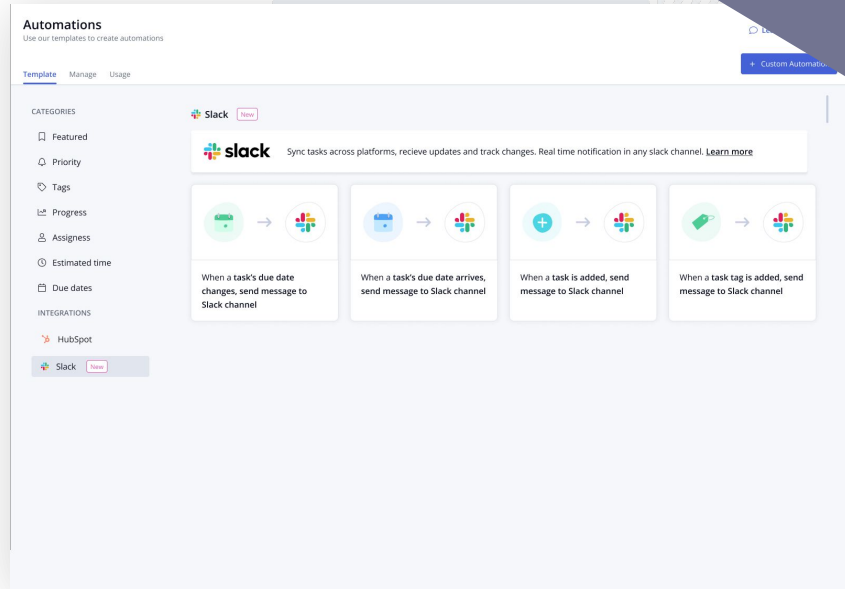 Automations
Use our templates to create automations
+ Custom Automation
Template Manage Usage
CATEGORIES
Featured
Priority
Tags
Progress
Assigness
Estimated time
Due dates
INTEGRATIONS
HubSpot
Slack New
Slack New
slack Sync tasks across platforms, recieve updates and track changes. Real time notification in any slack channel. Learn more
When a task's due date
changes, send message to
Slack channel
When a task's due date arrives,
send message to Slack channel
When a task is added, send
message to Slack channel
When a task tag is added, send
message to Slack channel